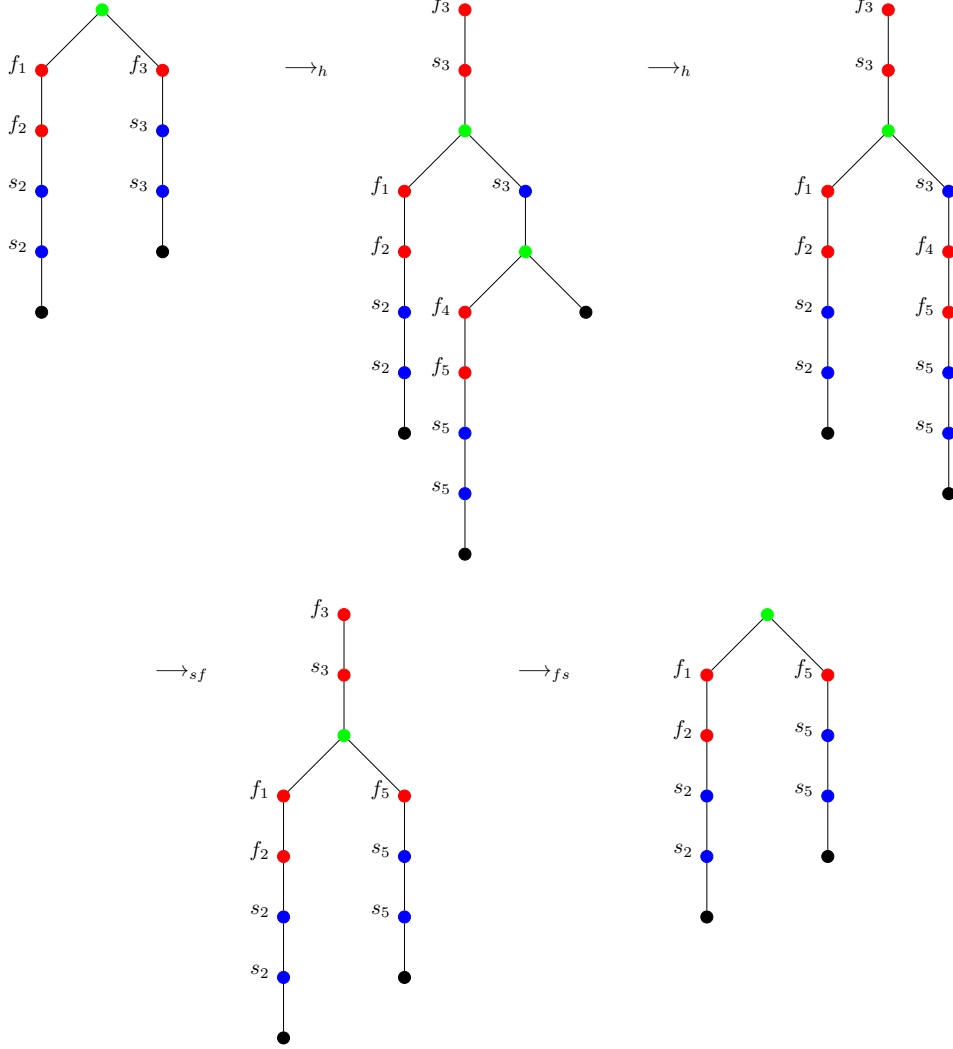 f₃ f₃
f₁ f₃ ⟶ₕ s₃ ⟶ₕ s₃
f₂ s₃
s₂ s₃ f₁ s₃ f₁ s₃
s₂ f₂ f₂ f₄
s₂ f₄ s₂ f₅
s₂ f₅ s₂ s₅
s₅ s₅
s₅
f₃
⟶sf s₃ ⟶fs f₁ f₅
f₂ s₅
f₁ f₅ s₂ s₅
f₂ s₅ s₂
s₂ s₅
s₂